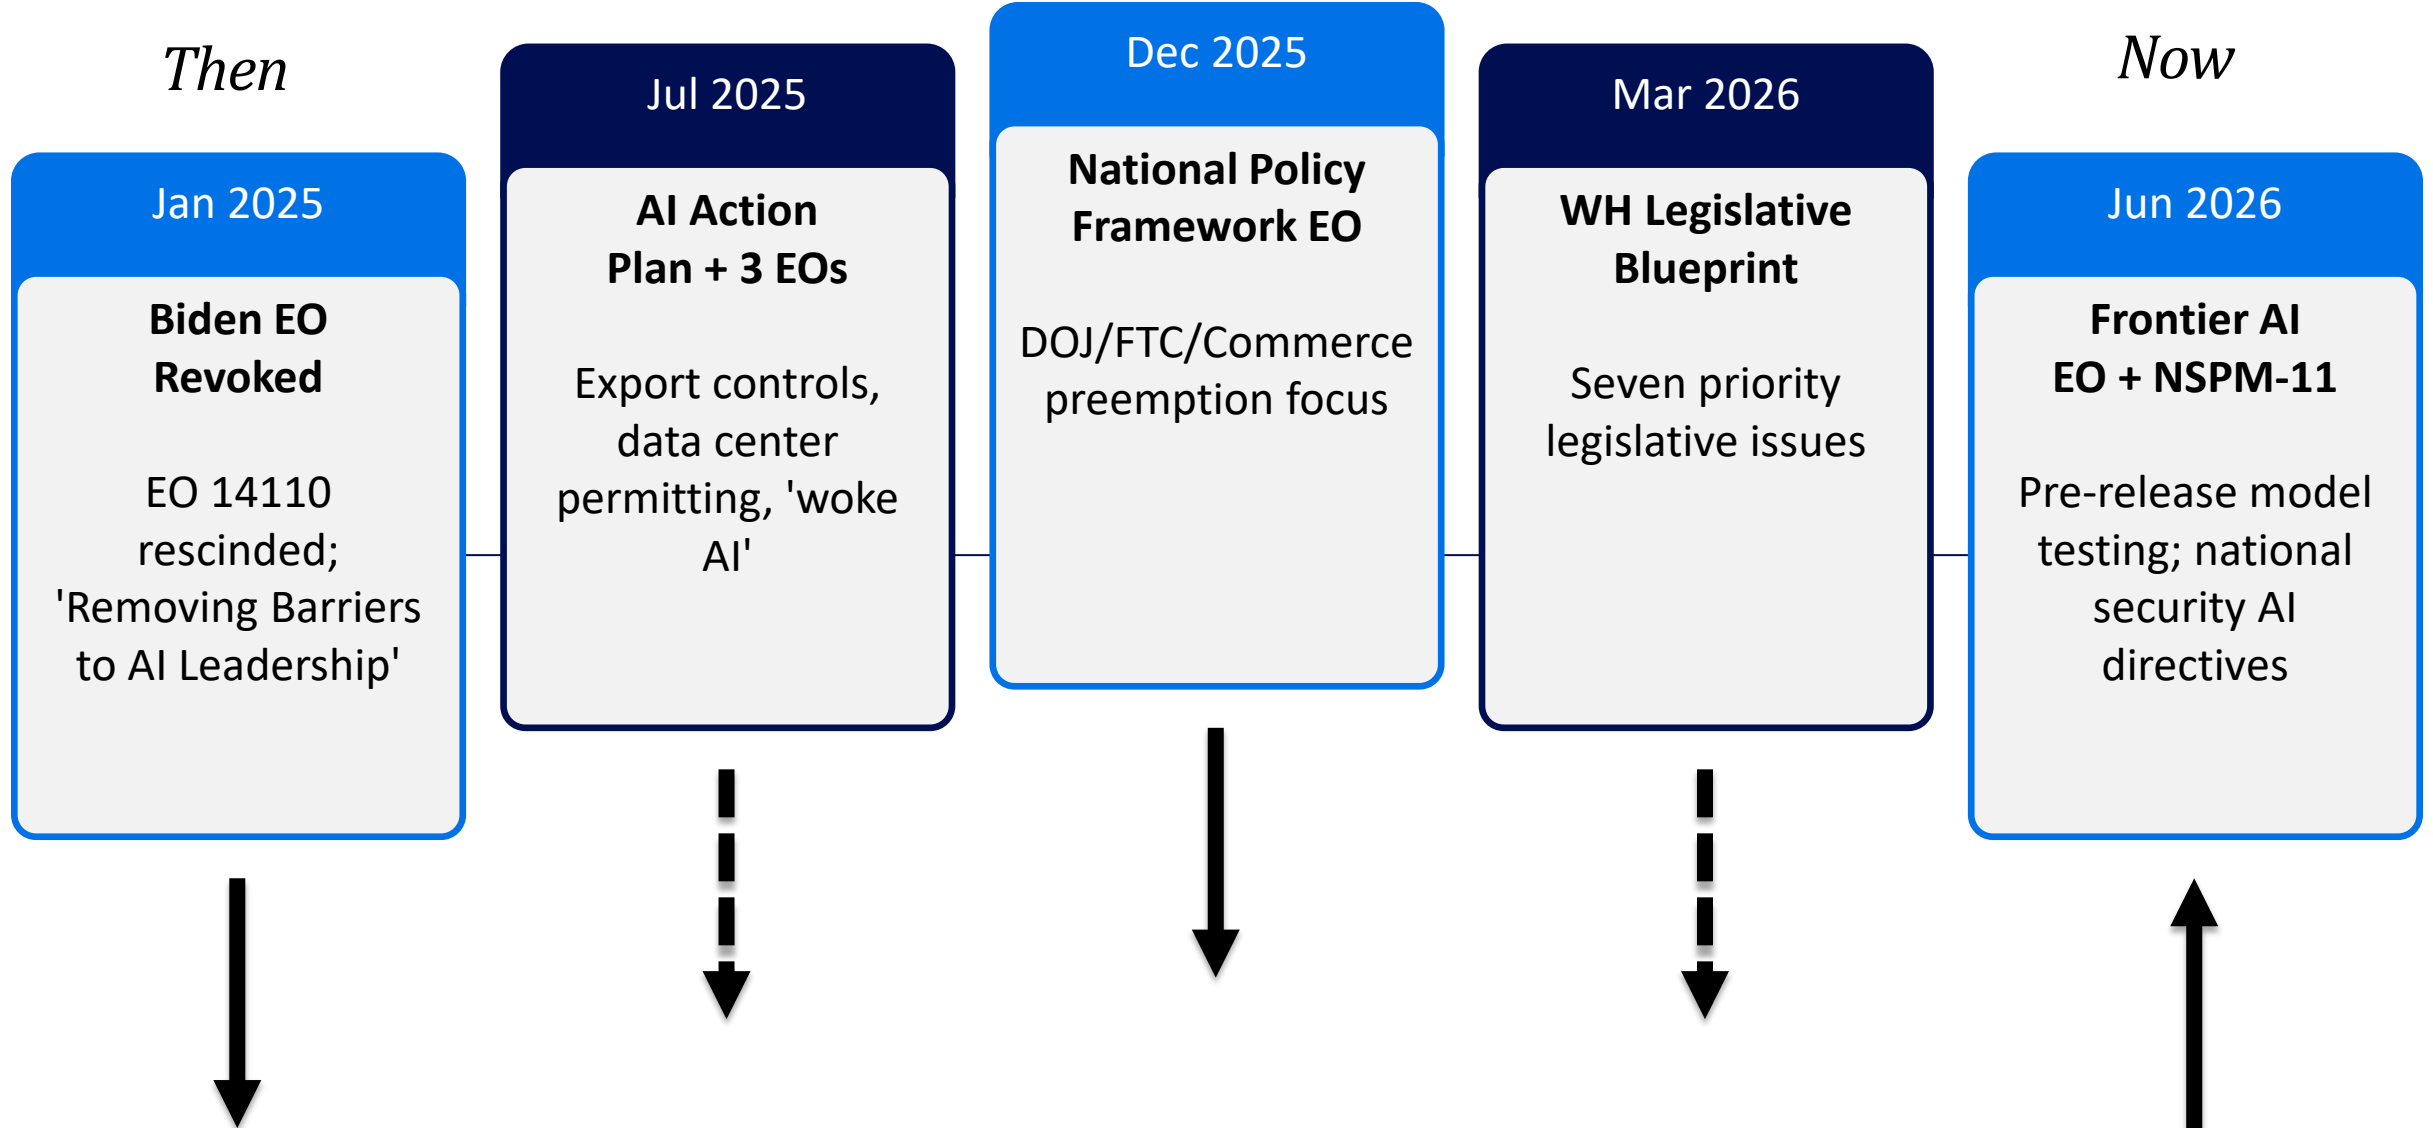 Then
Jan 2025
Biden EO
Revoked
EO 14110
rescinded;
'Removing Barriers
to AI Leadership'
Jul 2025
AI Action
Plan + 3 EOs
Export controls,
data center
permitting, 'woke
AI'
Dec 2025
National Policy
Framework EO
DOJ/FTC/Commerce
preemption focus
Mar 2026
WH Legislative
Blueprint
Seven priority
legislative issues
Now
Jun 2026
Frontier AI
EO + NSPM-11
Pre-release model
testing; national
security AI
directives